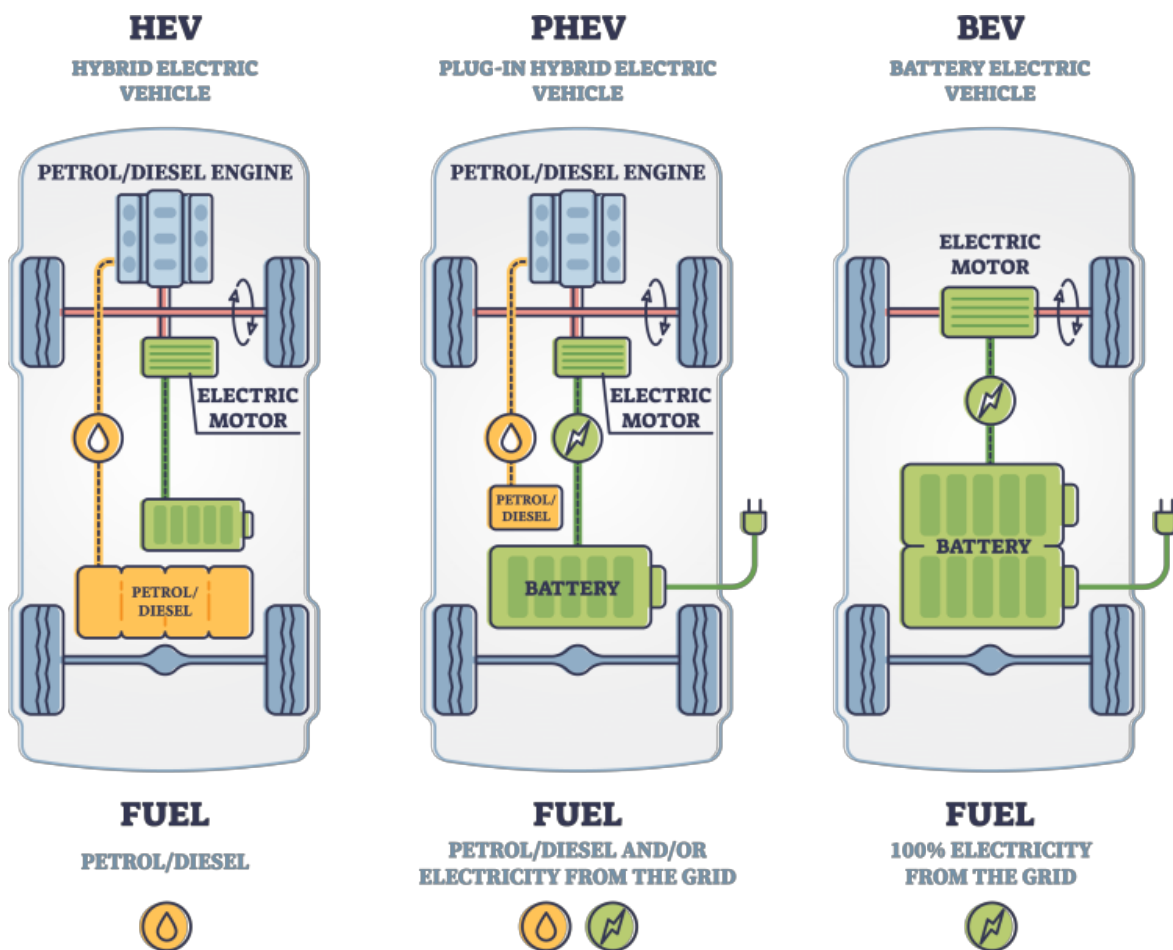 HEV
HYBRID ELECTRIC
VEHICLE
PETROL/DIESEL ENGINE
ELECTRIC
MOTOR
PETROL/
DIESEL
FUEL
PETROL/DIESEL
PHEV
PLUG-IN HYBRID ELECTRIC
VEHICLE
PETROL/DIESEL ENGINE
ELECTRIC
MOTOR
PETROL/
DIESEL
BATTERY
FUEL
PETROL/DIESEL AND/OR
ELECTRICITY FROM THE GRID
BEV
BATTERY ELECTRIC
VEHICLE
ELECTRIC
MOTOR
BATTERY
FUEL
100% ELECTRICITY
FROM THE GRID